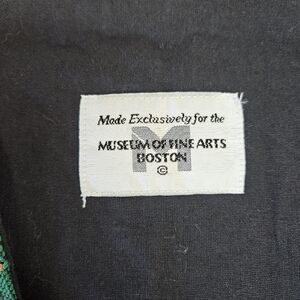 Made Exclusively for the
M
MUSEUM OF FINE ARTS
BOSTON
©